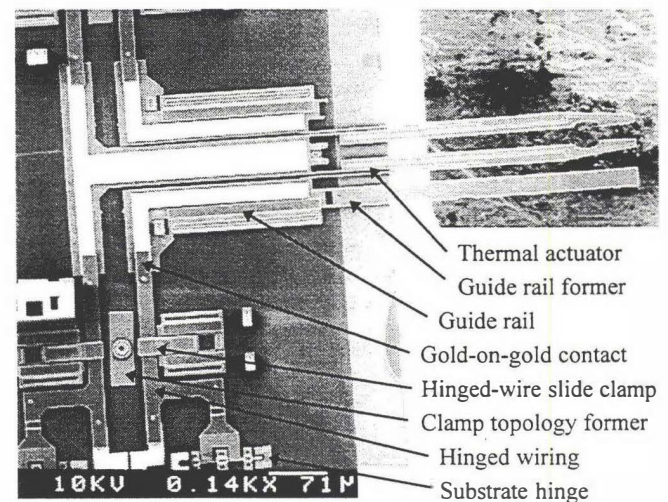 Thermal actuator
Guide rail former
Guide rail
Gold-on-gold contact
Hinged-wire slide clamp
Clamp topology former
Hinged wiring
Substrate hinge
10KV 0.14KX 71µ